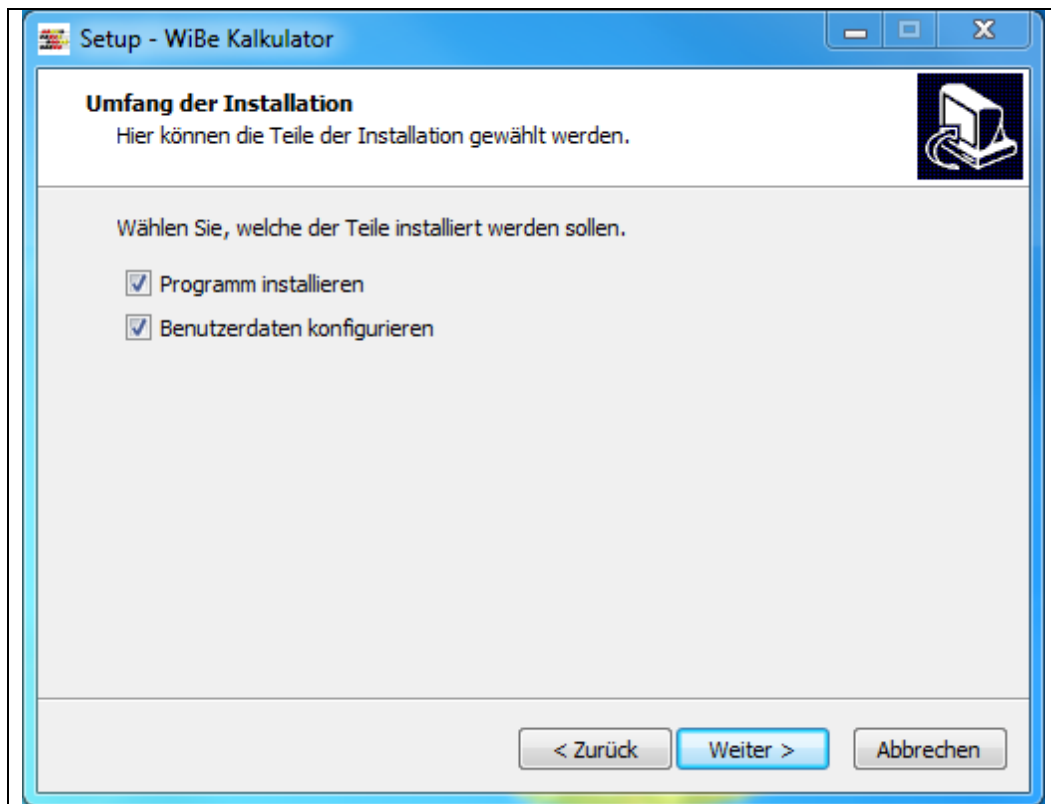 Setup - WiBe Kalkulator
Umfang der Installation
Hier können die Teile der Installation gewählt werden.
Wählen Sie, welche der Teile installiert werden sollen.
Programm installieren
Benutzerdaten konfigurieren
< Zurück
Weiter >
Abbrechen